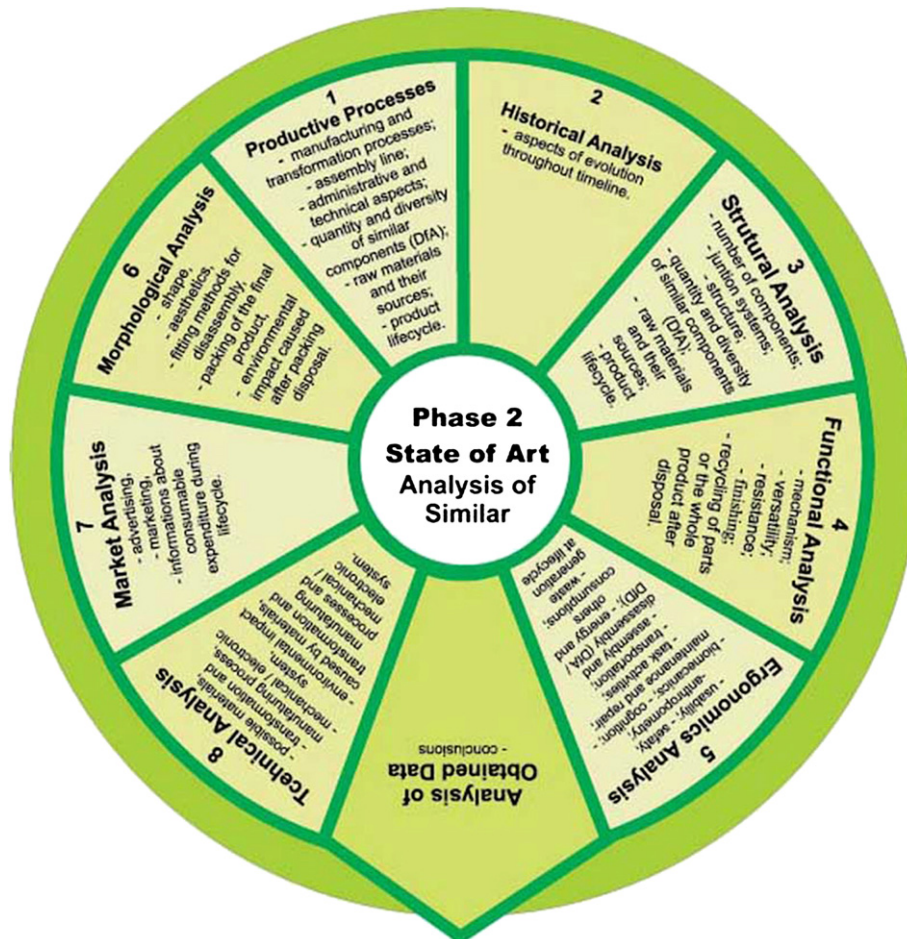 Phase 2
State of Art
Analysis of
Similar
1
Productive Processes
- manufacturing and
transformation processes;
- assembly line;
- administrative and
technical aspects;
- quantity and diversity
of similar
components (DfA);
- raw materials
and their
sources;
- product
lifecycle.
2
Historical Analysis
- aspects of evolution
throughout timeline.
3
Strutural Analysis
- number of components;
- juntion systems;
- structure;
- quantity and diversity
of similar components
(DfA);
- raw materials
and their
sources;
- product
lifecycle.
4
Functional Analysis
- mechanism;
- versatility;
- resistance;
- finishing;
- recycling of parts
or the whole
product after
disposal.
5
Ergonomics Analysis
- usability; - sefaty;
-anthropometry;
- biomecanics; - cognition; -
maintenance and repair,
- task activities,
- transportation;
- assembly and
disassembly (DfA /
DfD); - energy and
others
consumptions;
- waste
generation
at lifecycle
6
Morphological Analysis
- shape,
- aesthetics,
- fitting methods for
disassembly,
- packing of the final
product,
- environmental
impact caused
after packing
disposal.
7
Market Analysis
- advertising,
- marketing,
- informations about
consumable
expenditure during
lifecycle.
8
Tcehnical Analysis
- possible materials,
- transformation and
manufaturing process,
- mechanical / electronic
system.
- environmental impact
caused by materials,
transformation and
manufaturing
processes and
mechanical /
electronic
system.
Analysis of
Obtained Data
- conclusions